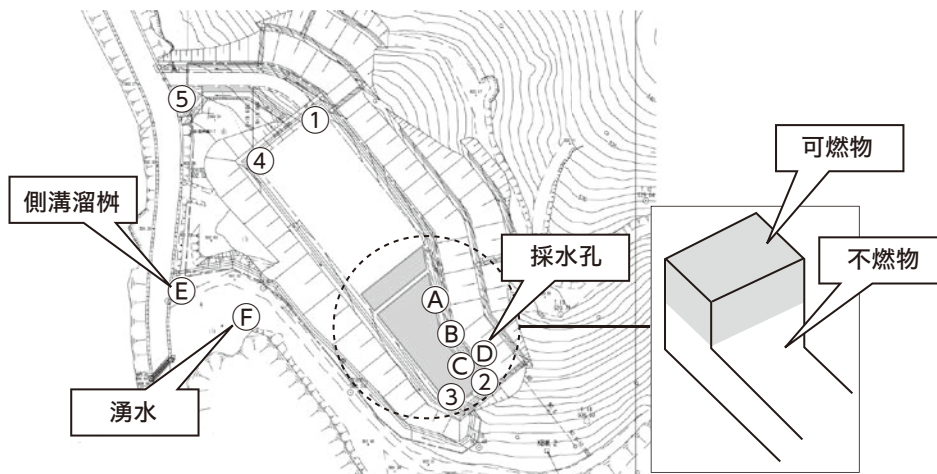 ⑤
①
④
側溝溜桝
Ⓔ
Ⓕ
湧水
採水孔
Ⓐ
Ⓑ
Ⓓ
Ⓒ
②
③
可燃物
不燃物